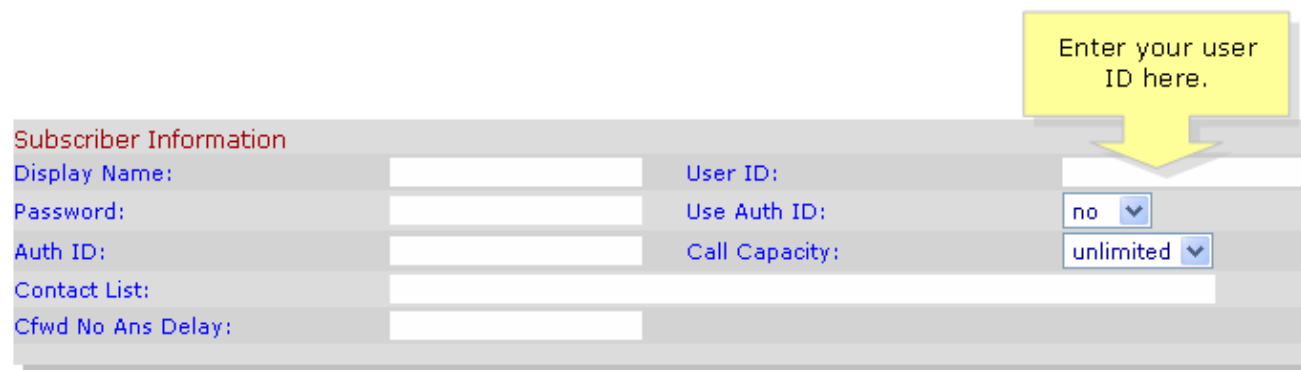 Enter your user
ID here.
Subscriber Information
Display Name: User ID:
Password: Use Auth ID: no
Auth ID: Call Capacity: unlimited
Contact List:
Cfwd No Ans Delay: